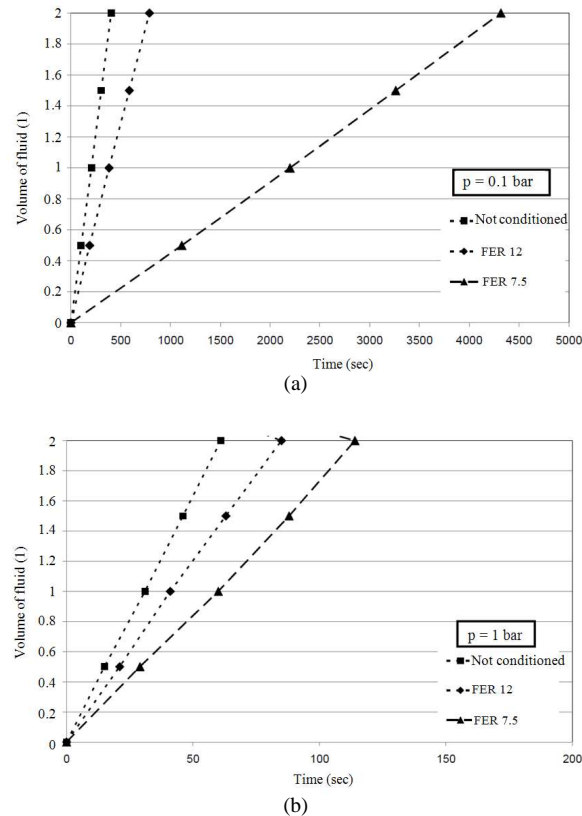 2
1.8
1.6
1.4
1.2
1
0.8
0.6
0.4
0.2
0
Volume of fluid (1)
p = 0.1 bar
Not conditioned
FER 12
FER 7.5
0 500 1000 1500 2000 2500 3000 3500 4000 4500 5000
Time (sec)
(a)
2
1.8
1.6
1.4
1.2
1
0.8
0.6
0.4
0.2
0
Volume of fluid (1)
p = 1 bar
Not conditioned
FER 12
FER 7.5
0 50 100 150 200
Time (sec)
(b)